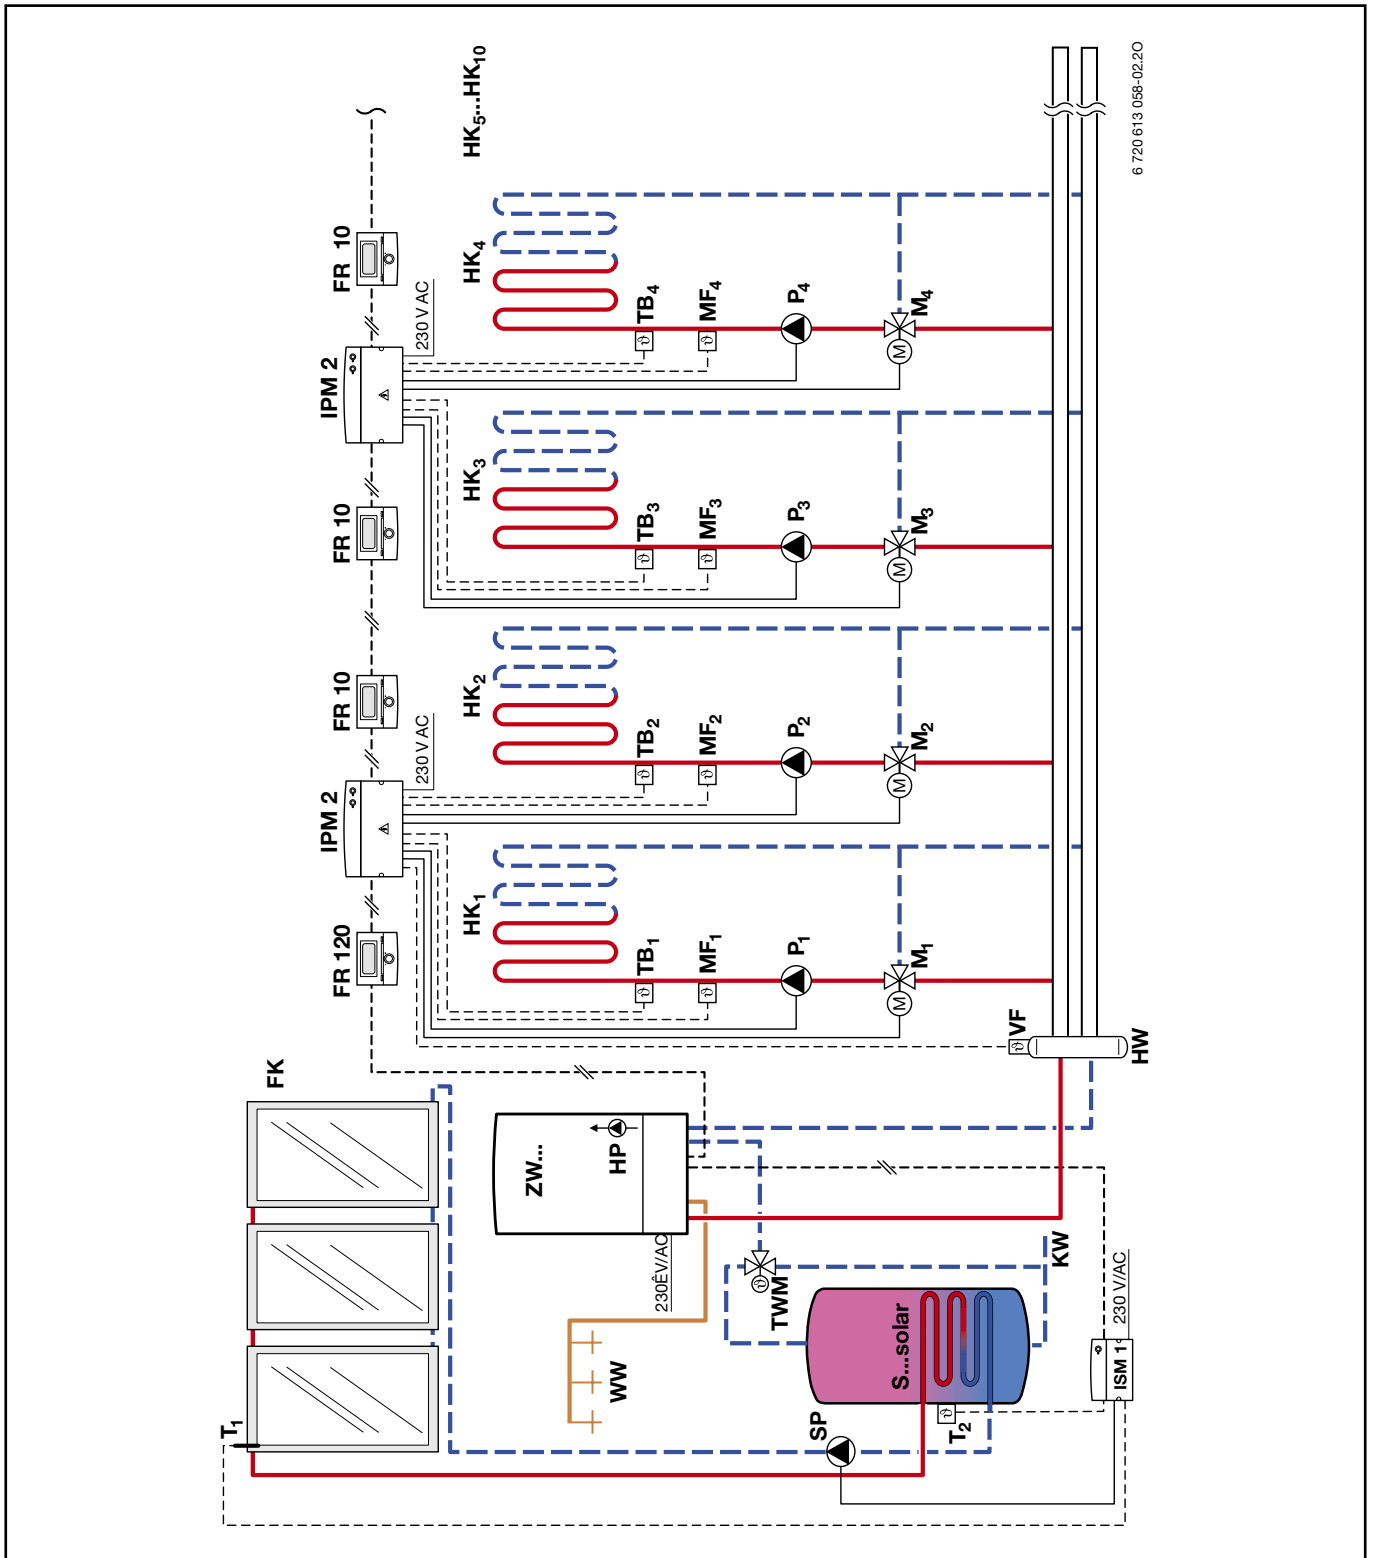 FK
T1
FR 120
IPM 2
230 V AC
FR 10
FR 10
IPM 2
230 V AC
FR 10
HK1
HK2
HK3
HK4
HK5...HK10
TB1
TB2
TB3
TB4
MF1
MF2
MF3
MF4
P1
P2
P3
P4
M1
M2
M3
M4
M
M
M
M
ϑ
ϑ
ϑ
ϑ
ϑ
ϑ
ϑ
ϑ
VF
ϑ
HW
ZW...
HP
230ÊV/AC
WW
TWM
ϑ
KW
S...solar
SP
T2
ϑ
ISM 1
230 V/AC
6 720 613 058-02.2O